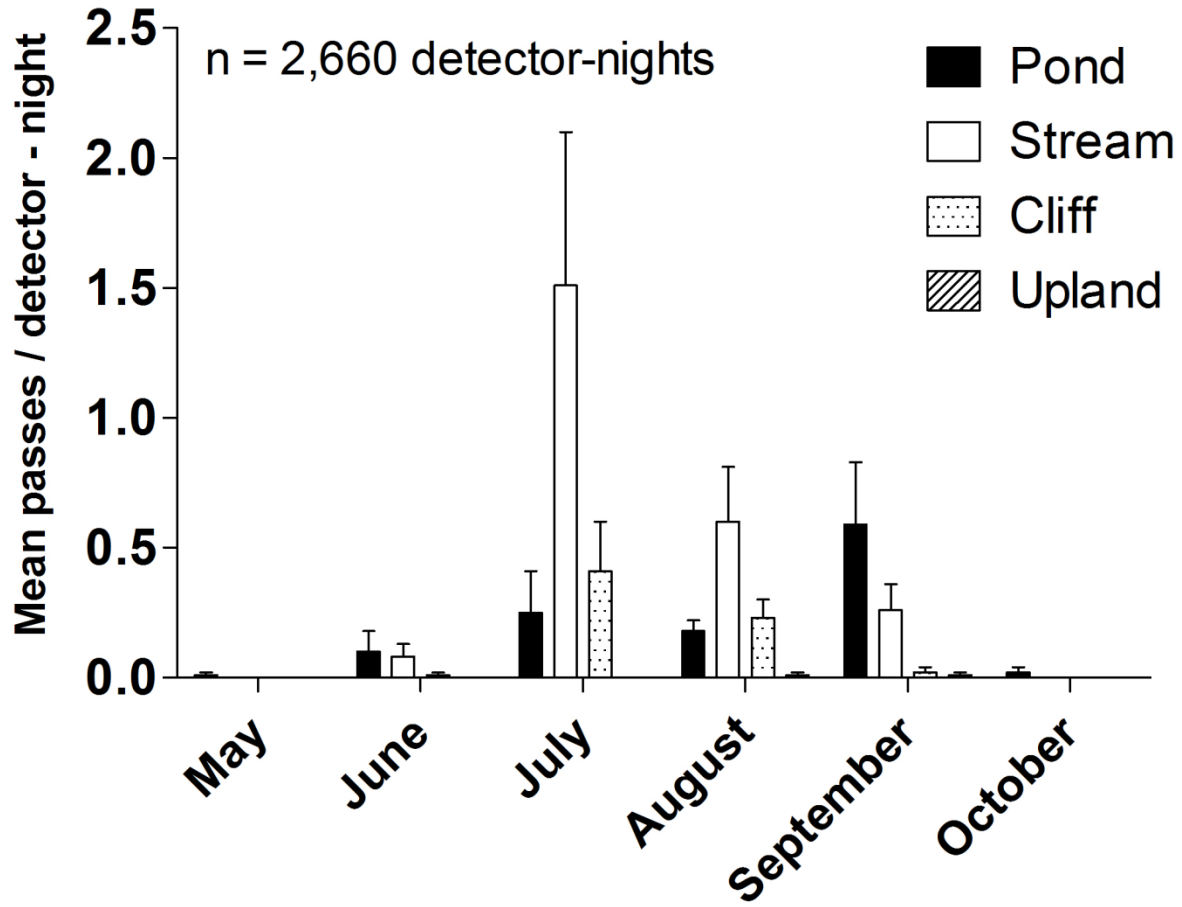 Mean passes / detector - night
2.5
2.0
1.5
1.0
0.5
0.0
n = 2,660 detector-nights
Pond
Stream
Cliff
Upland
May
June
July
August
September
October